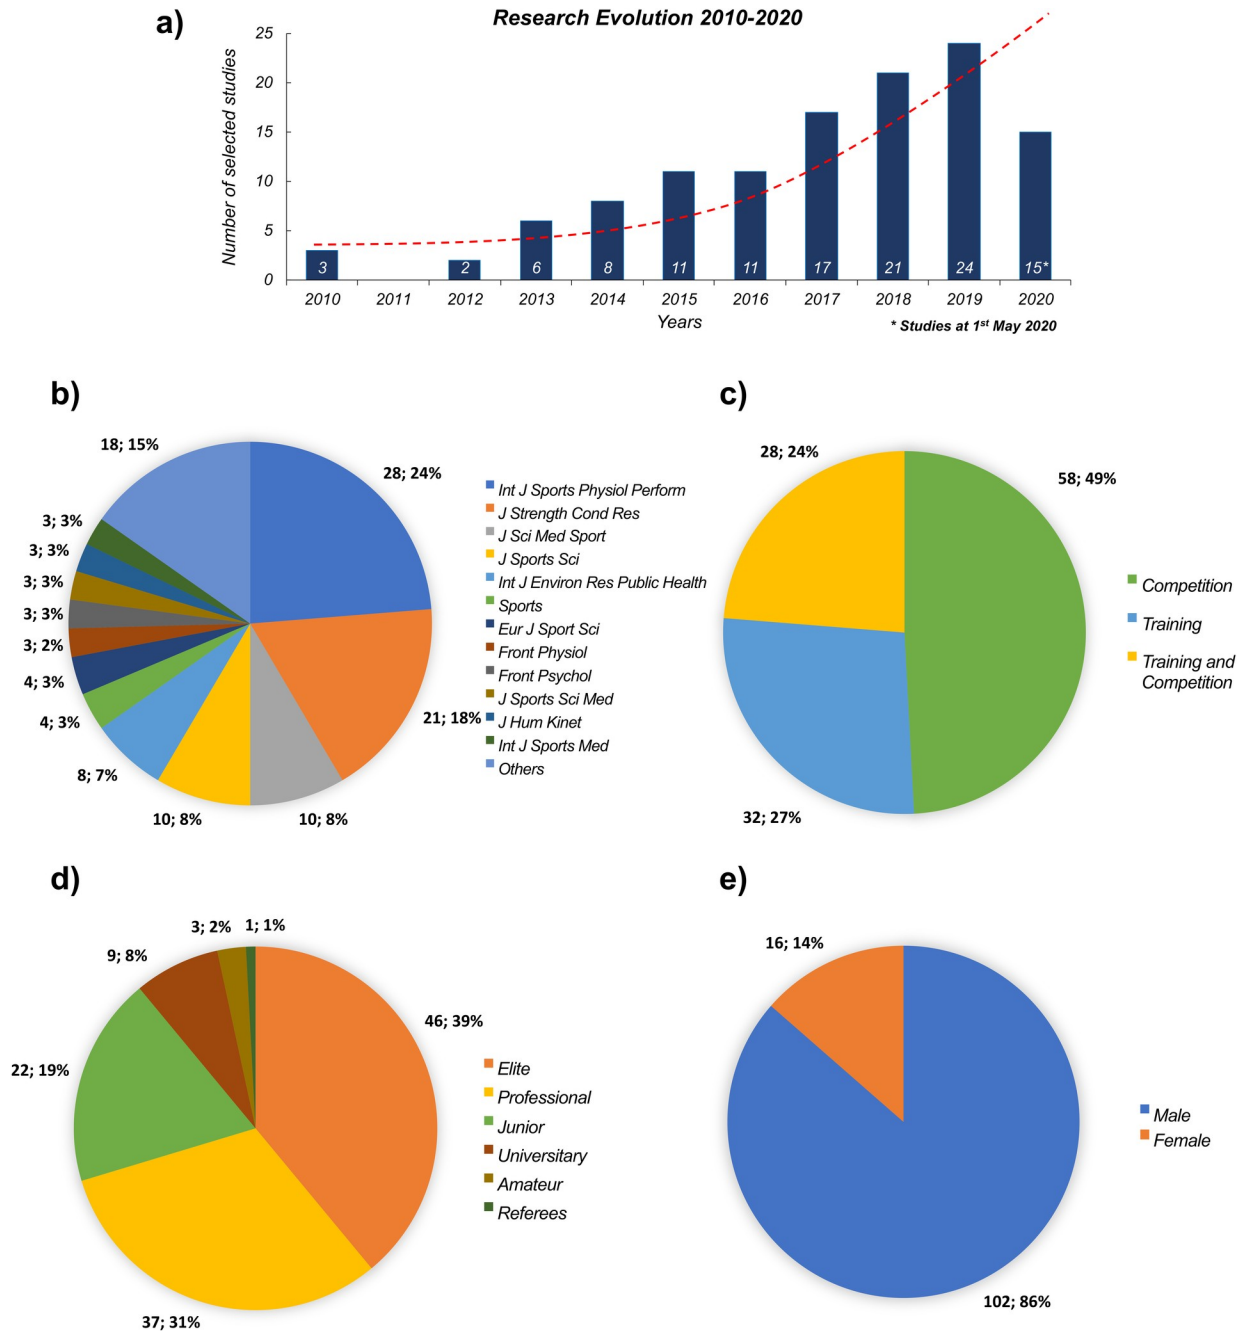 a)
Research Evolution 2010-2020
Number of selected studies
25
20
15
10
5
0
3
2
6
8
11
11
17
21
24
15*
2010
2011
2012
2013
2014
2015
2016
2017
2018
2019
2020
Years
* Studies at 1st May 2020
b)
18; 15%
28; 24%
3; 3%
3; 3%
3; 3%
3; 3%
3; 2%
4; 3%
4; 3%
8; 7%
10; 8%
10; 8%
21; 18%
Int J Sports Physiol Perform
J Strength Cond Res
J Sci Med Sport
J Sports Sci
Int J Environ Res Public Health
Sports
Eur J Sport Sci
Front Physiol
Front Psychol
J Sports Sci Med
J Hum Kinet
Int J Sports Med
Others
c)
28; 24%
58; 49%
32; 27%
Competition
Training
Training and
Competition
d)
3; 2%
1; 1%
9; 8%
46; 39%
22; 19%
37; 31%
Elite
Professional
Junior
Universitary
Amateur
Referees
e)
16; 14%
102; 86%
Male
Female